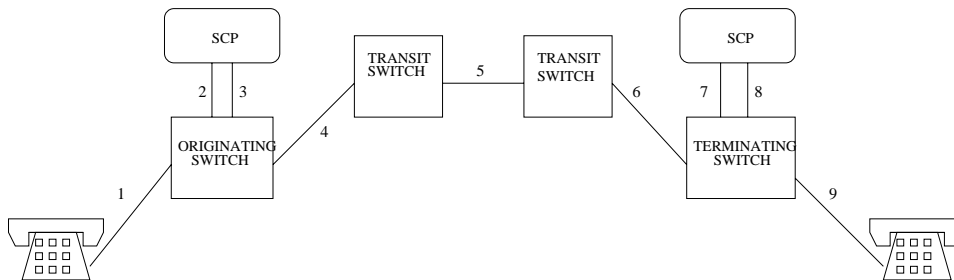 SCP
SCP
TRANSIT
SWITCH
TRANSIT
SWITCH
5
2
3
7
8
4
6
ORIGINATING
SWITCH
TERMINATING
SWITCH
1
9